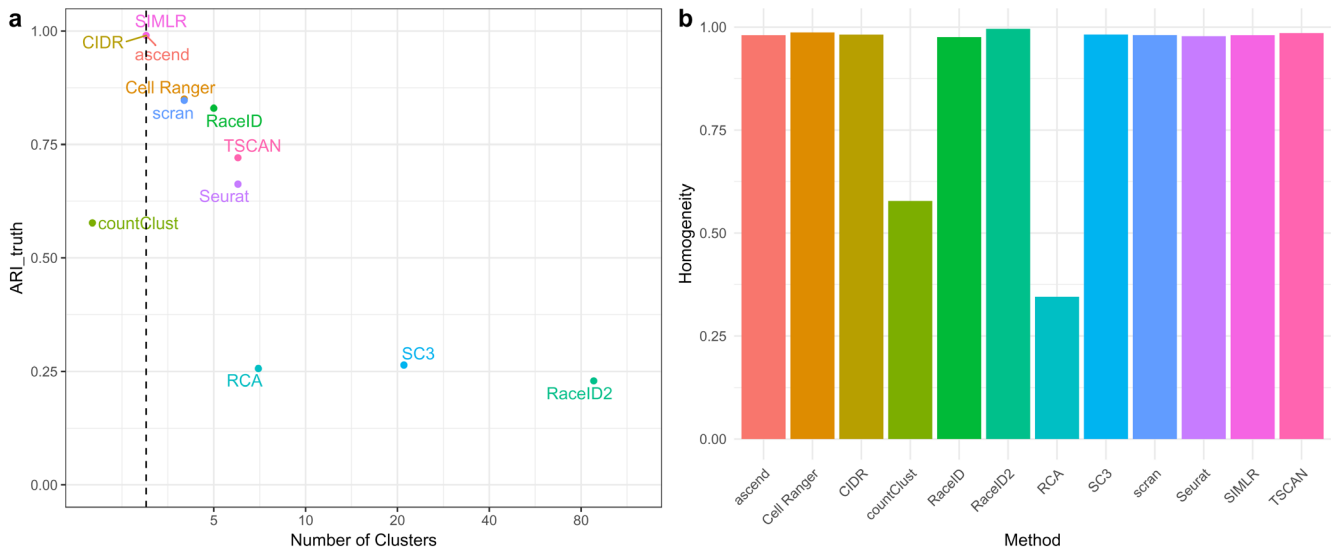 a
SIMLR
CIDR
ascend
Cell Ranger
scran
RaceID
TSCAN
Seurat
countClust
RCA
SC3
RaceID2
1.00
0.75
0.50
0.25
0.00
ARI_truth
5 10 20 40 80
Number of Clusters
b
1.00
0.75
0.50
0.25
0.00
Homogeneity
ascend
Cell Ranger
CIDR
countClust
RaceID
RaceID2
RCA
SC3
scran
Seurat
SIMLR
TSCAN
Method